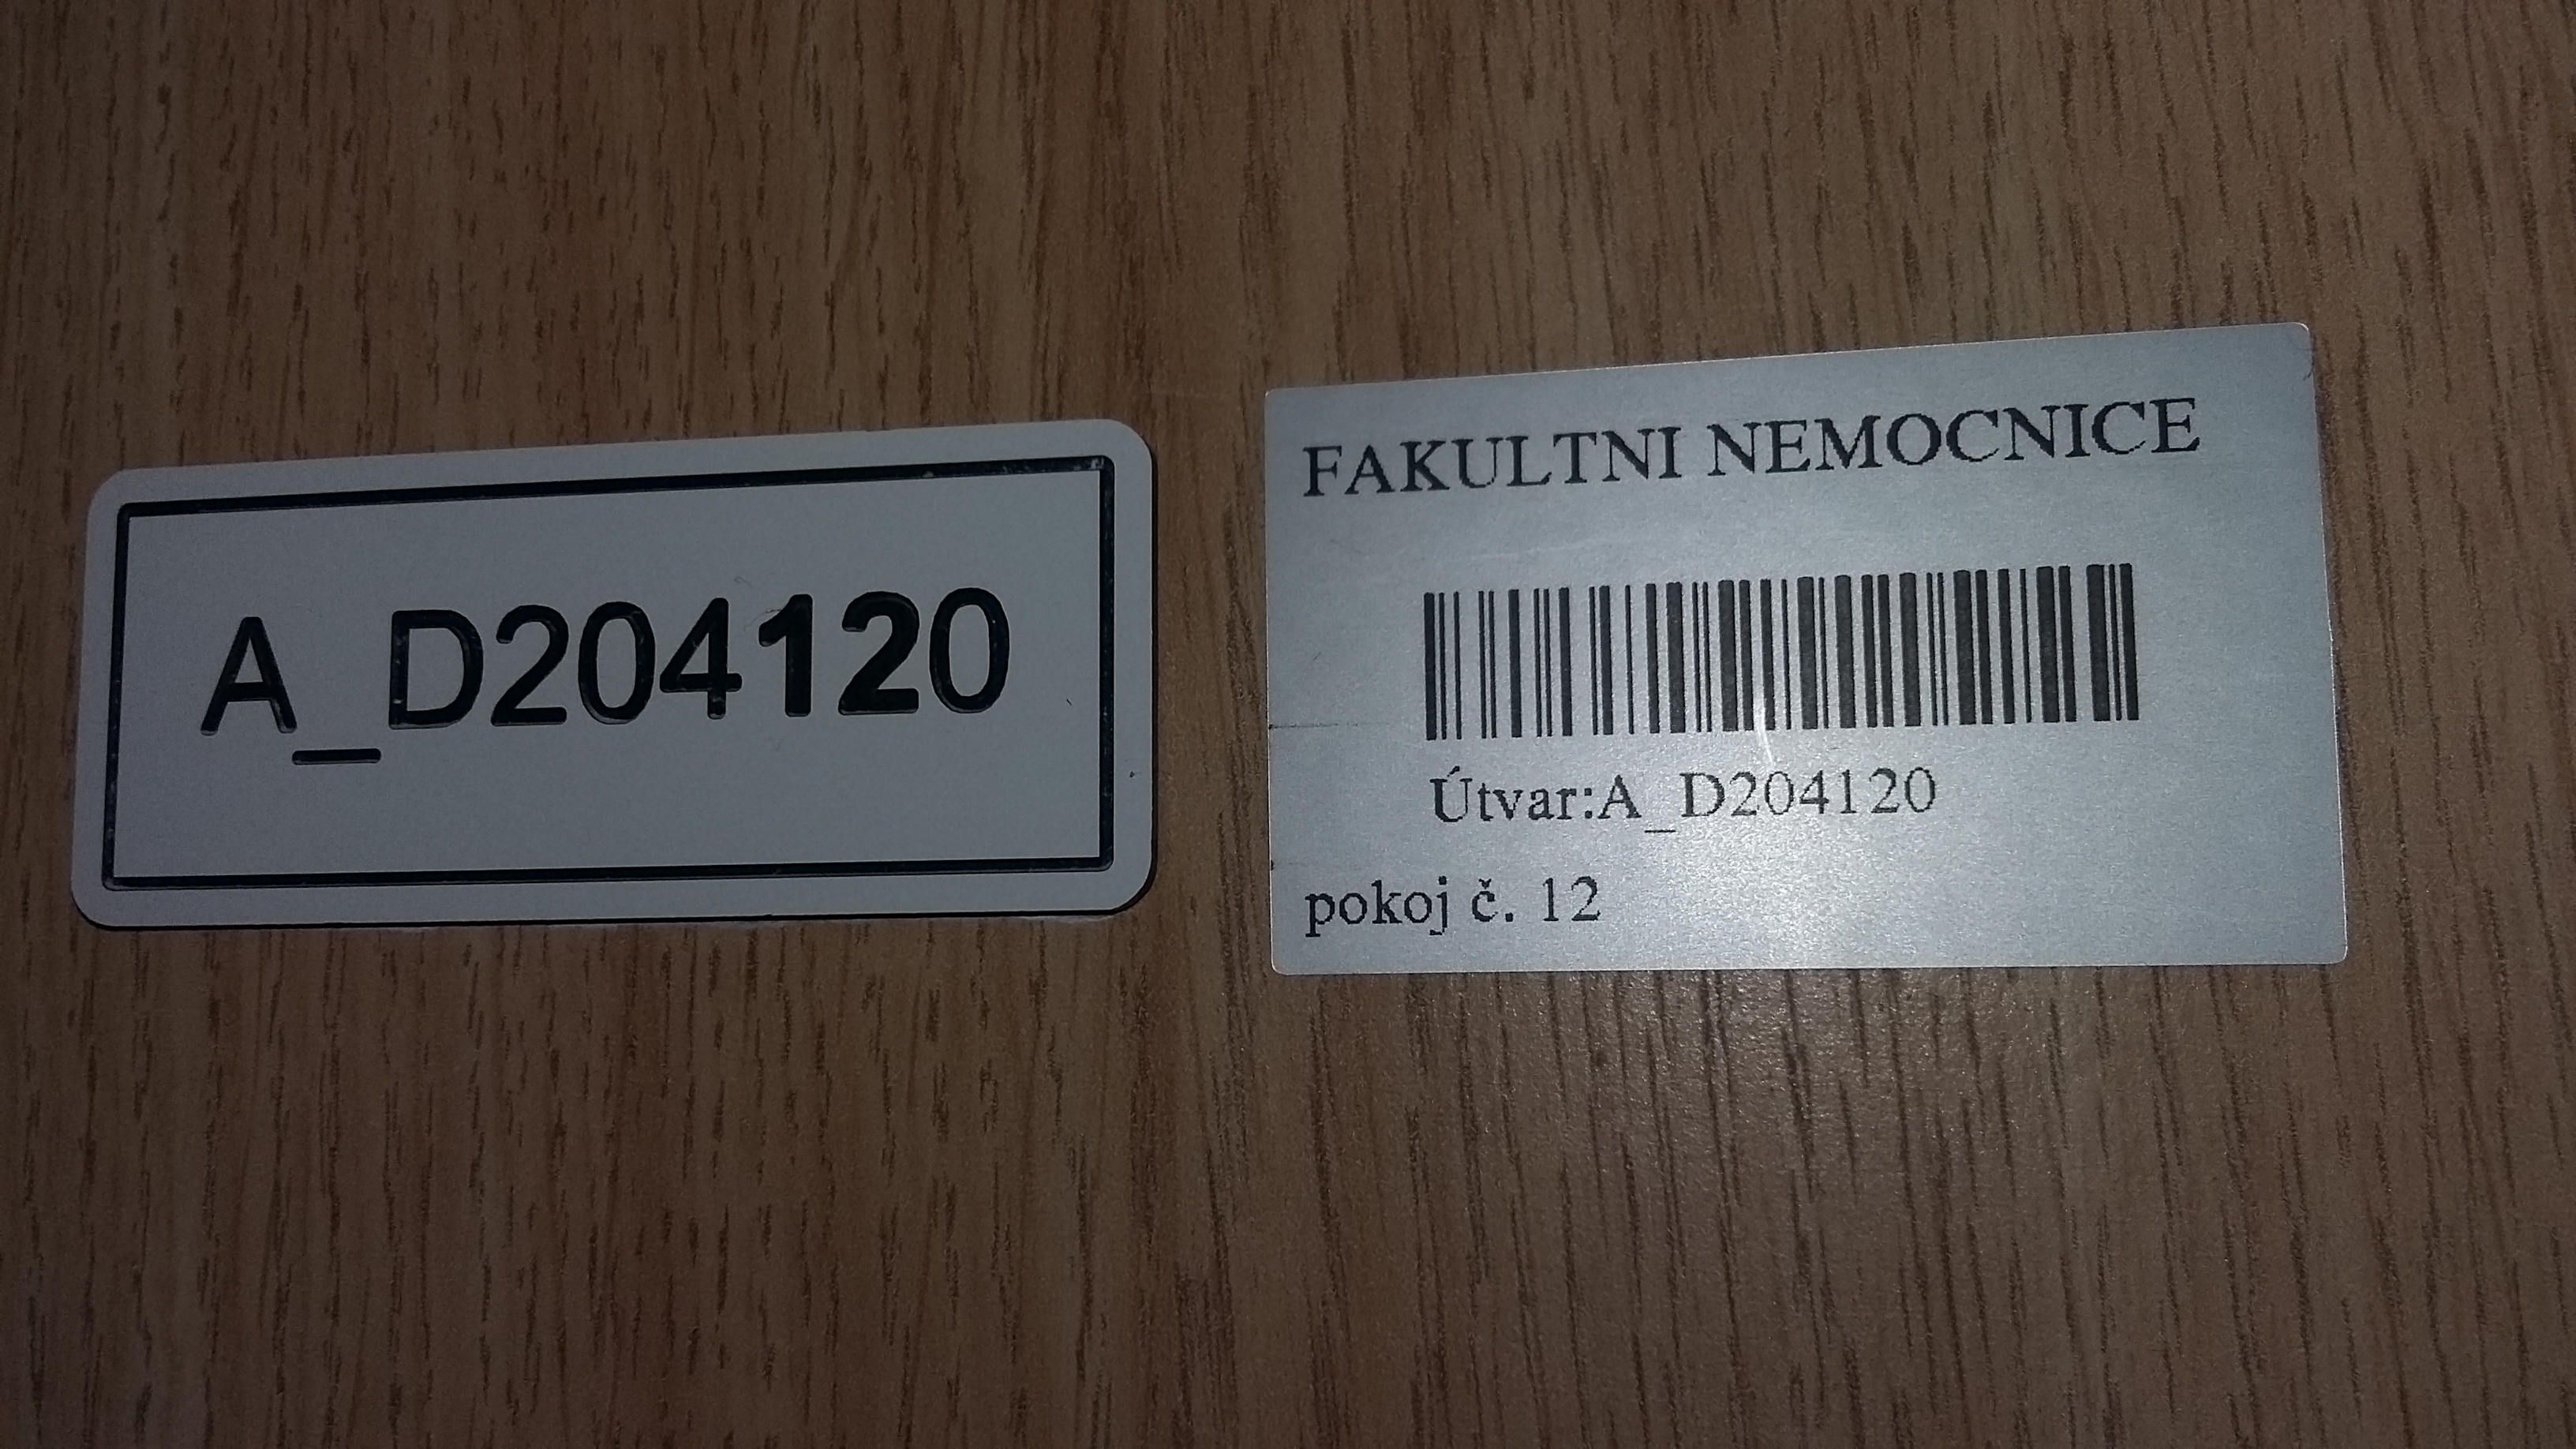 A_D204120
FAKULTNI NEMOCNICE
Útvar:A_D204120
pokoj č. 12